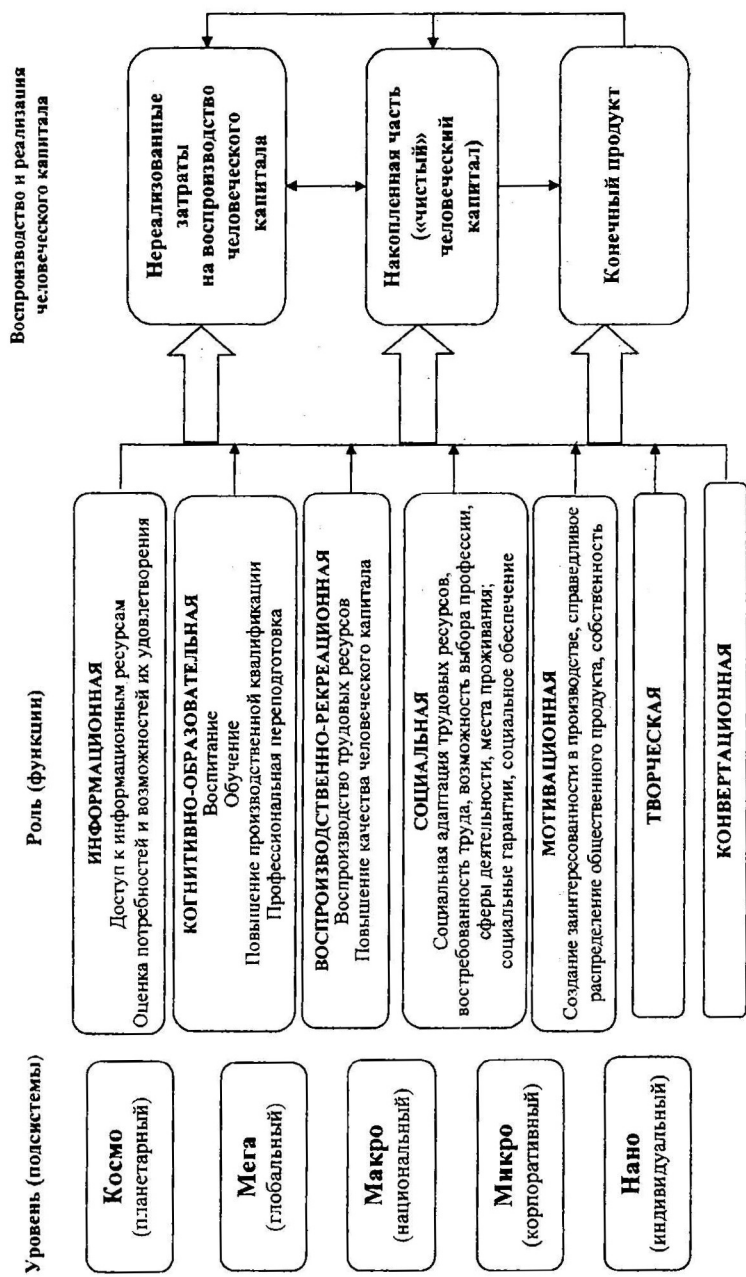 Уровень (подсистемы)
Космо
(планетарный)
Мега
(глобальный)
Макро
(национальный)
Микро
(корпоративный)
Нано
(индивидуальный)
Роль (функции)
ИНФОРМАЦИОННАЯ
Доступ к информационным ресурсам
Оценка потребностей и возможностей их удовлетворения
КОГНИТИВНО-ОБРАЗОВАТЕЛЬНАЯ
Воспитание
Обучение
Повышение производственной квалификации
Профессиональная переподготовка
ВОСПРОИЗВОДСТВЕННО-РЕКРЕАЦИОННАЯ
Воспроизводство трудовых ресурсов
Повышение качества человеческого капитала
СОЦИАЛЬНАЯ
Социальная адаптация трудовых ресурсов,
востребованность труда, возможность выбора профессии,
сферы деятельности, места проживания;
социальные гарантии, социальное обеспечение
МОТИВАЦИОННАЯ
Создание заинтересованности в производстве, справедливое
распределение общественного продукта, собственность
ТВОРЧЕСКАЯ
КОНВЕРТАЦИОННАЯ
Воспроизводство и реализация
человеческого капитала
Нереализованные
затраты
на воспроизводство
человеческого
капитала
Накопленная часть
(«чистый»
человеческий
капитал)
Конечный продукт